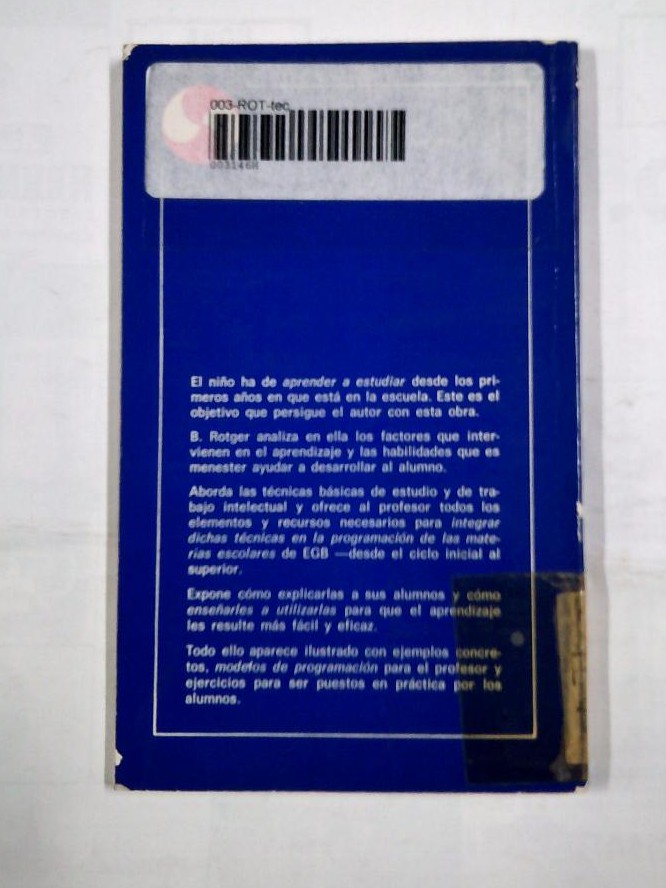 003-ROT-tec
003146H
El niño ha de aprender a estudiar desde los pri-
meros años en que está en la escuela. Este es el
objetivo que persigue el autor con esta obra.
B. Rotger analiza en ella los factores que inter-
vienen en el aprendizaje y las habilidades que es
menester ayudar a desarrollar al alumno.
Aborda las técnicas básicas de estudio y de tra-
bajo intelectual y ofrece al profesor todos los
elementos y recursos necesarios para integrar
dichas técnicas en la programación de las mate-
rias escolares de EGB —desde el ciclo inicial al
superior.
Expone cómo explicarlas a sus alumnos y cómo
enseñarles a utilizarlas para que el aprendizaje
les resulte más fácil y eficaz.
Todo ello aparece ilustrado con ejemplos concre-
tos, modelos de programación para el profesor y
ejercicios para ser puestos en práctica por los
alumnos.